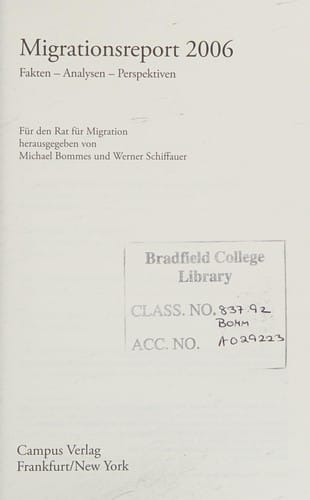 Migrationsreport 2006
Fakten – Analysen – Perspektiven
Für den Rat für Migration
herausgegeben von
Michael Bommes und Werner Schiffauer
Bradfield College
Library
CLASS. NO. 837.92
BOMM
ACC. NO. A029223
Campus Verlag
Frankfurt/New York